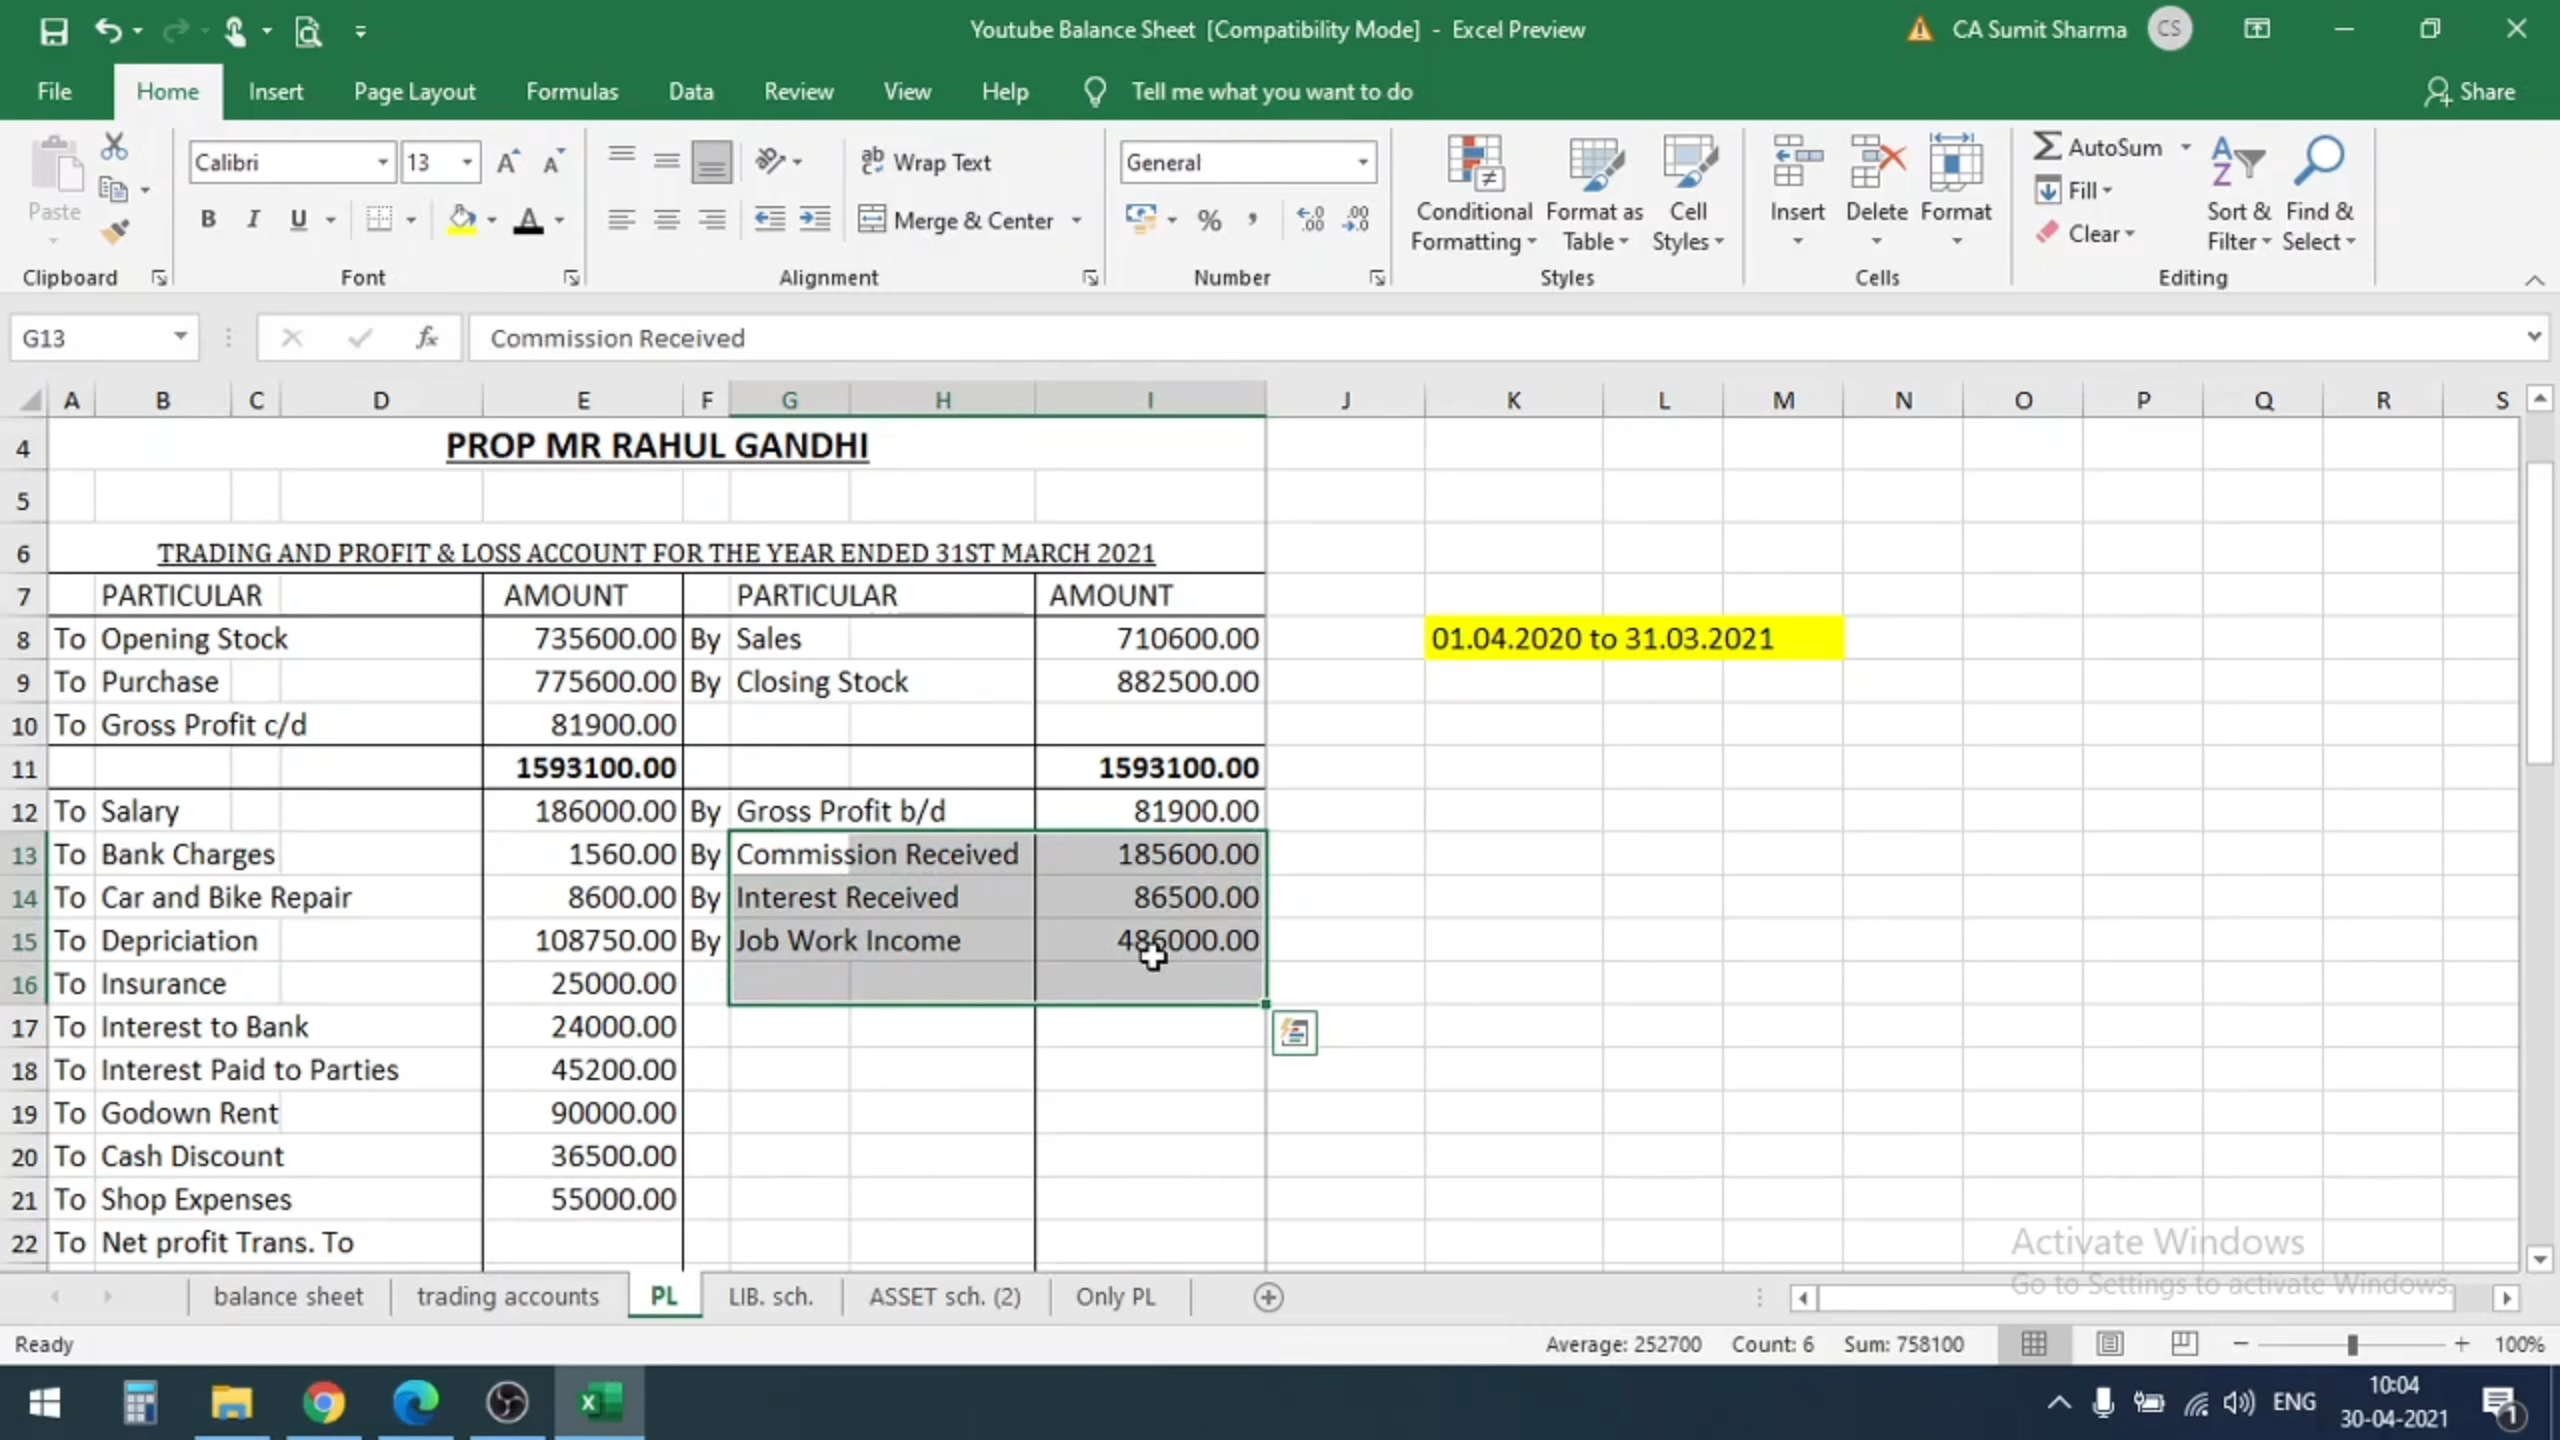 Youtube Balance Sheet [Compatibility Mode] - Excel Preview
CA Sumit Sharma
CS
File Home Insert Page Layout Formulas Data Review View Help Tell me what you want to do Share
Paste
Clipboard
Calibri 13
B I U
Font
Wrap Text
Merge & Center
Alignment
General
Number
Conditional Formatting
Format as Table
Cell Styles
Styles
Insert Delete Format
Cells
AutoSum
Fill
Clear
Sort & Filter
Find & Select
Editing
G13 fx Commission Received
A B C D E F G H I J K L M N O P Q R S
4 PROP MR RAHUL GANDHI
5
6 TRADING AND PROFIT & LOSS ACCOUNT FOR THE YEAR ENDED 31ST MARCH 2021
7 PARTICULAR AMOUNT PARTICULAR AMOUNT
8 To Opening Stock 735600.00 By Sales 710600.00 01.04.2020 to 31.03.2021
9 To Purchase 775600.00 By Closing Stock 882500.00
10 To Gross Profit c/d 81900.00
11 1593100.00 1593100.00
12 To Salary 186000.00 By Gross Profit b/d 81900.00
13 To Bank Charges 1560.00 By Commission Received 185600.00
14 To Car and Bike Repair 8600.00 By Interest Received 86500.00
15 To Depriciation 108750.00 By Job Work Income 486000.00
16 To Insurance 25000.00
17 To Interest to Bank 24000.00
18 To Interest Paid to Parties 45200.00
19 To Godown Rent 90000.00
20 To Cash Discount 36500.00
21 To Shop Expenses 55000.00
22 To Net profit Trans. To
Activate Windows
Go to Settings to activate Windows.
balance sheet trading accounts PL LIB. sch. ASSET sch. (2) Only PL
Ready Average: 252700 Count: 6 Sum: 758100 100%
ENG
10:04
30-04-2021
1